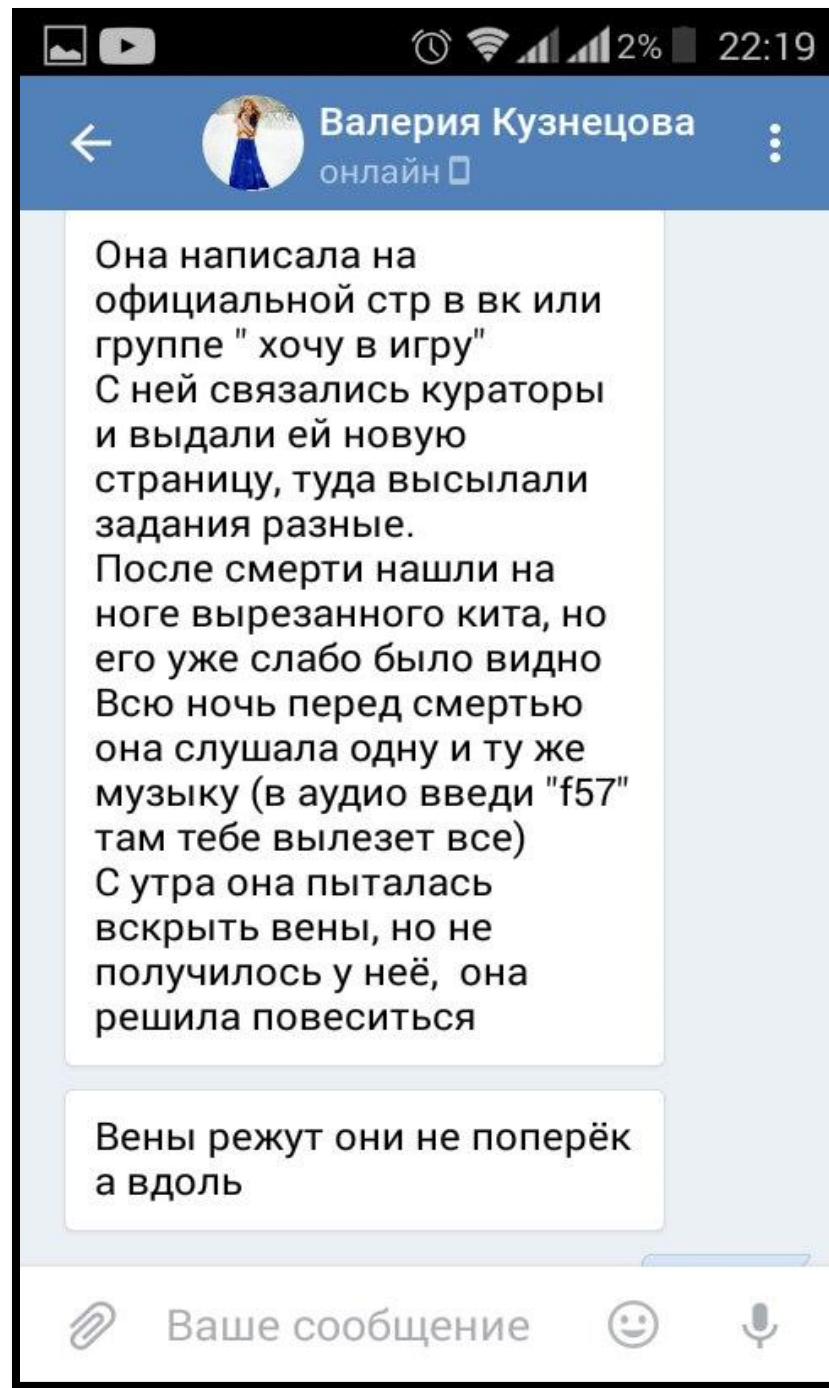 2% 22:19
Валерия Кузнецова
онлайн
Она написала на
официальной стр в вк или
группе " хочу в игру"
С ней связались кураторы
и выдали ей новую
страницу, туда высылали
задания разные.
После смерти нашли на
ноге вырезанного кита, но
его уже слабо было видно
Всю ночь перед смертью
она слушала одну и ту же
музыку (в аудио введи "f57"
там тебе вылезет все)
С утра она пыталась
вскрыть вены, но не
получилось у неё, она
решила повеситься
Вены режут они не поперёк
а вдоль
Ваше сообщение